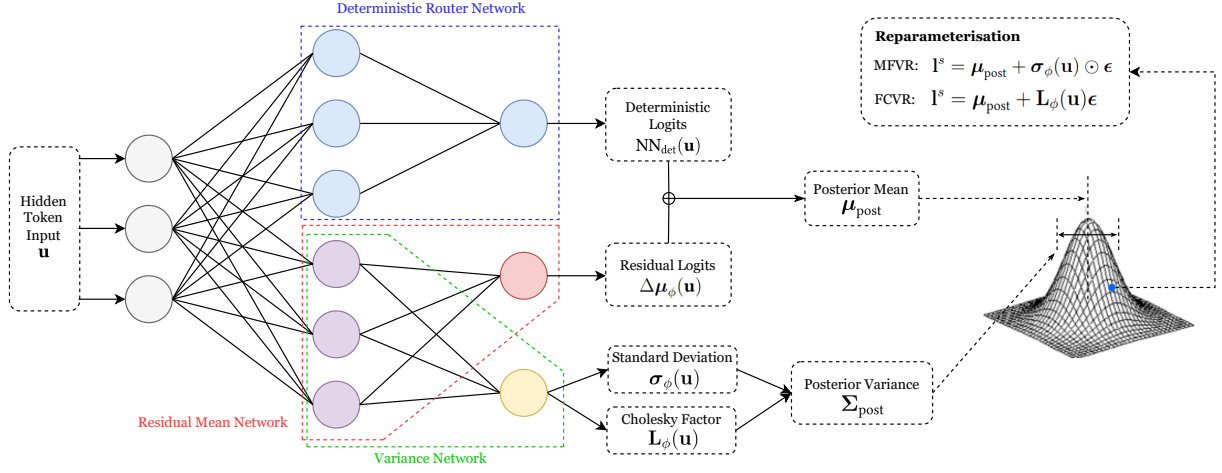 Deterministic Router Network
Hidden
Token
Input
u
Deterministic
Logits
NN_det(u)
Residual Logits
Δμ_ϕ(u)
Posterior Mean
μ_post
Reparameterisation
MFVR: l^s = μ_post + σ_ϕ(u) ⊙ ϵ
FCVR: l^s = μ_post + L_ϕ(u)ϵ
Standard Deviation
σ_ϕ(u)
Cholesky Factor
L_ϕ(u)
Posterior Variance
Σ_post
Residual Mean Network
Variance Network